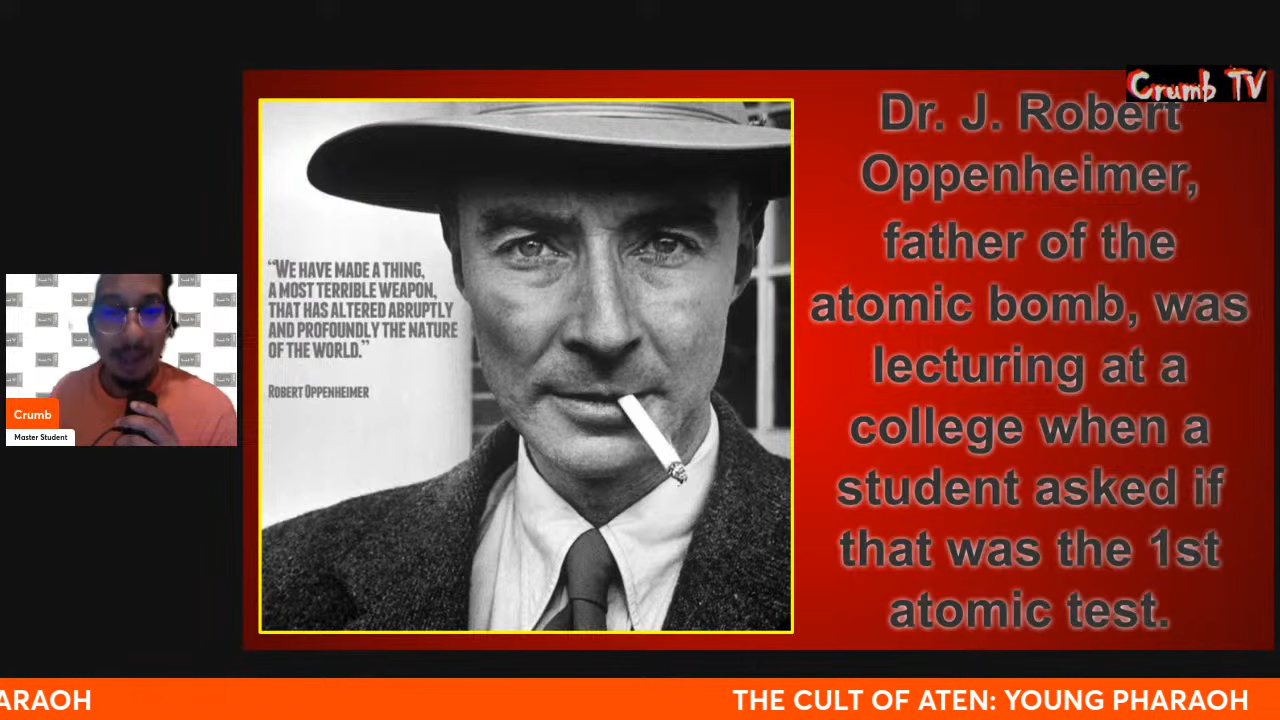 Crumb TV
Dr. J. Robert
Oppenheimer,
father of the
atomic bomb, was
lecturing at a
college when a
student asked if
that was the 1st
atomic test.
“WE HAVE MADE A THING,
A MOST TERRIBLE WEAPON,
THAT HAS ALTERED ABRUPTLY
AND PROFOUNDLY THE NATURE
OF THE WORLD.”
ROBERT OPPENHEIMER
Crumb
Master Student
ARAOH
THE CULT OF ATEN: YOUNG PHARAOH